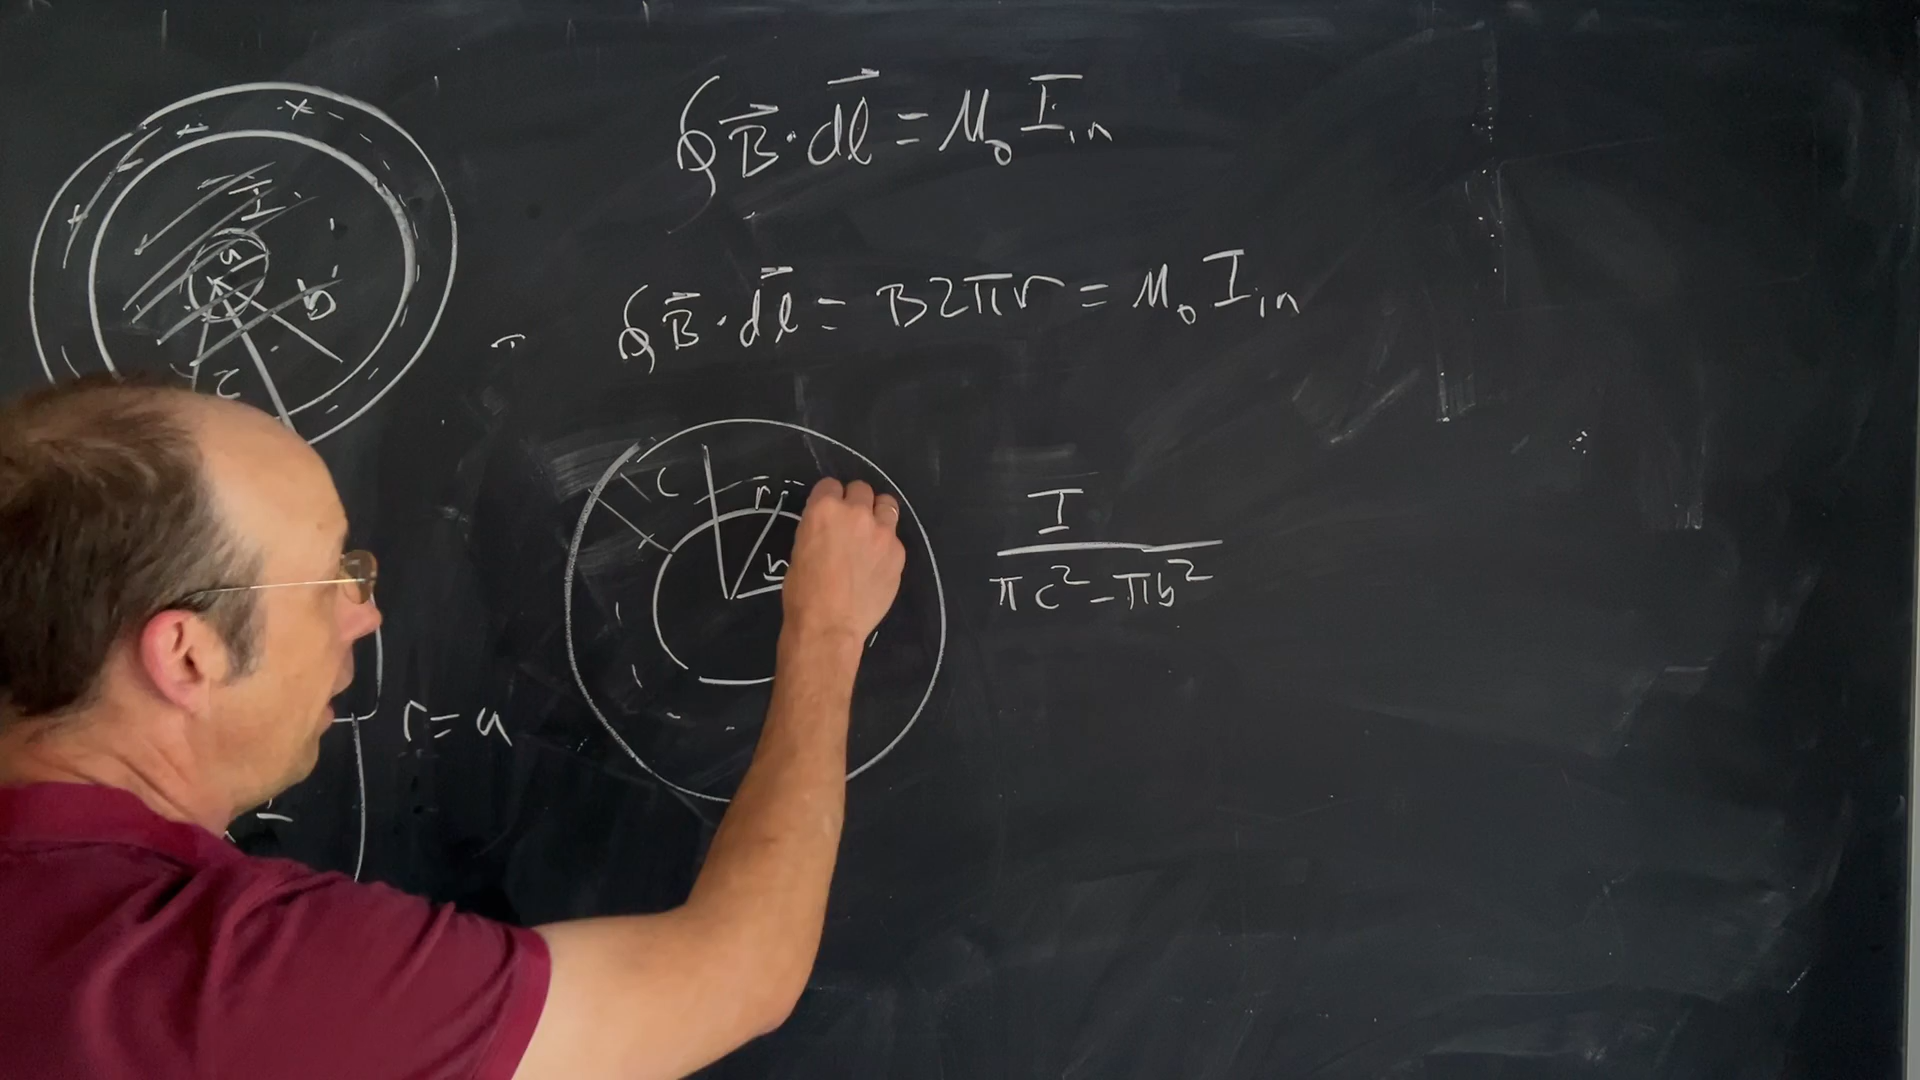 ∮B⃗·dl⃗ = μ₀ I_in
∮B⃗·dl⃗ = B2πr = μ₀ I_in
I
a
b
c
c
r
b
I / (πc² - πb²)
r = a